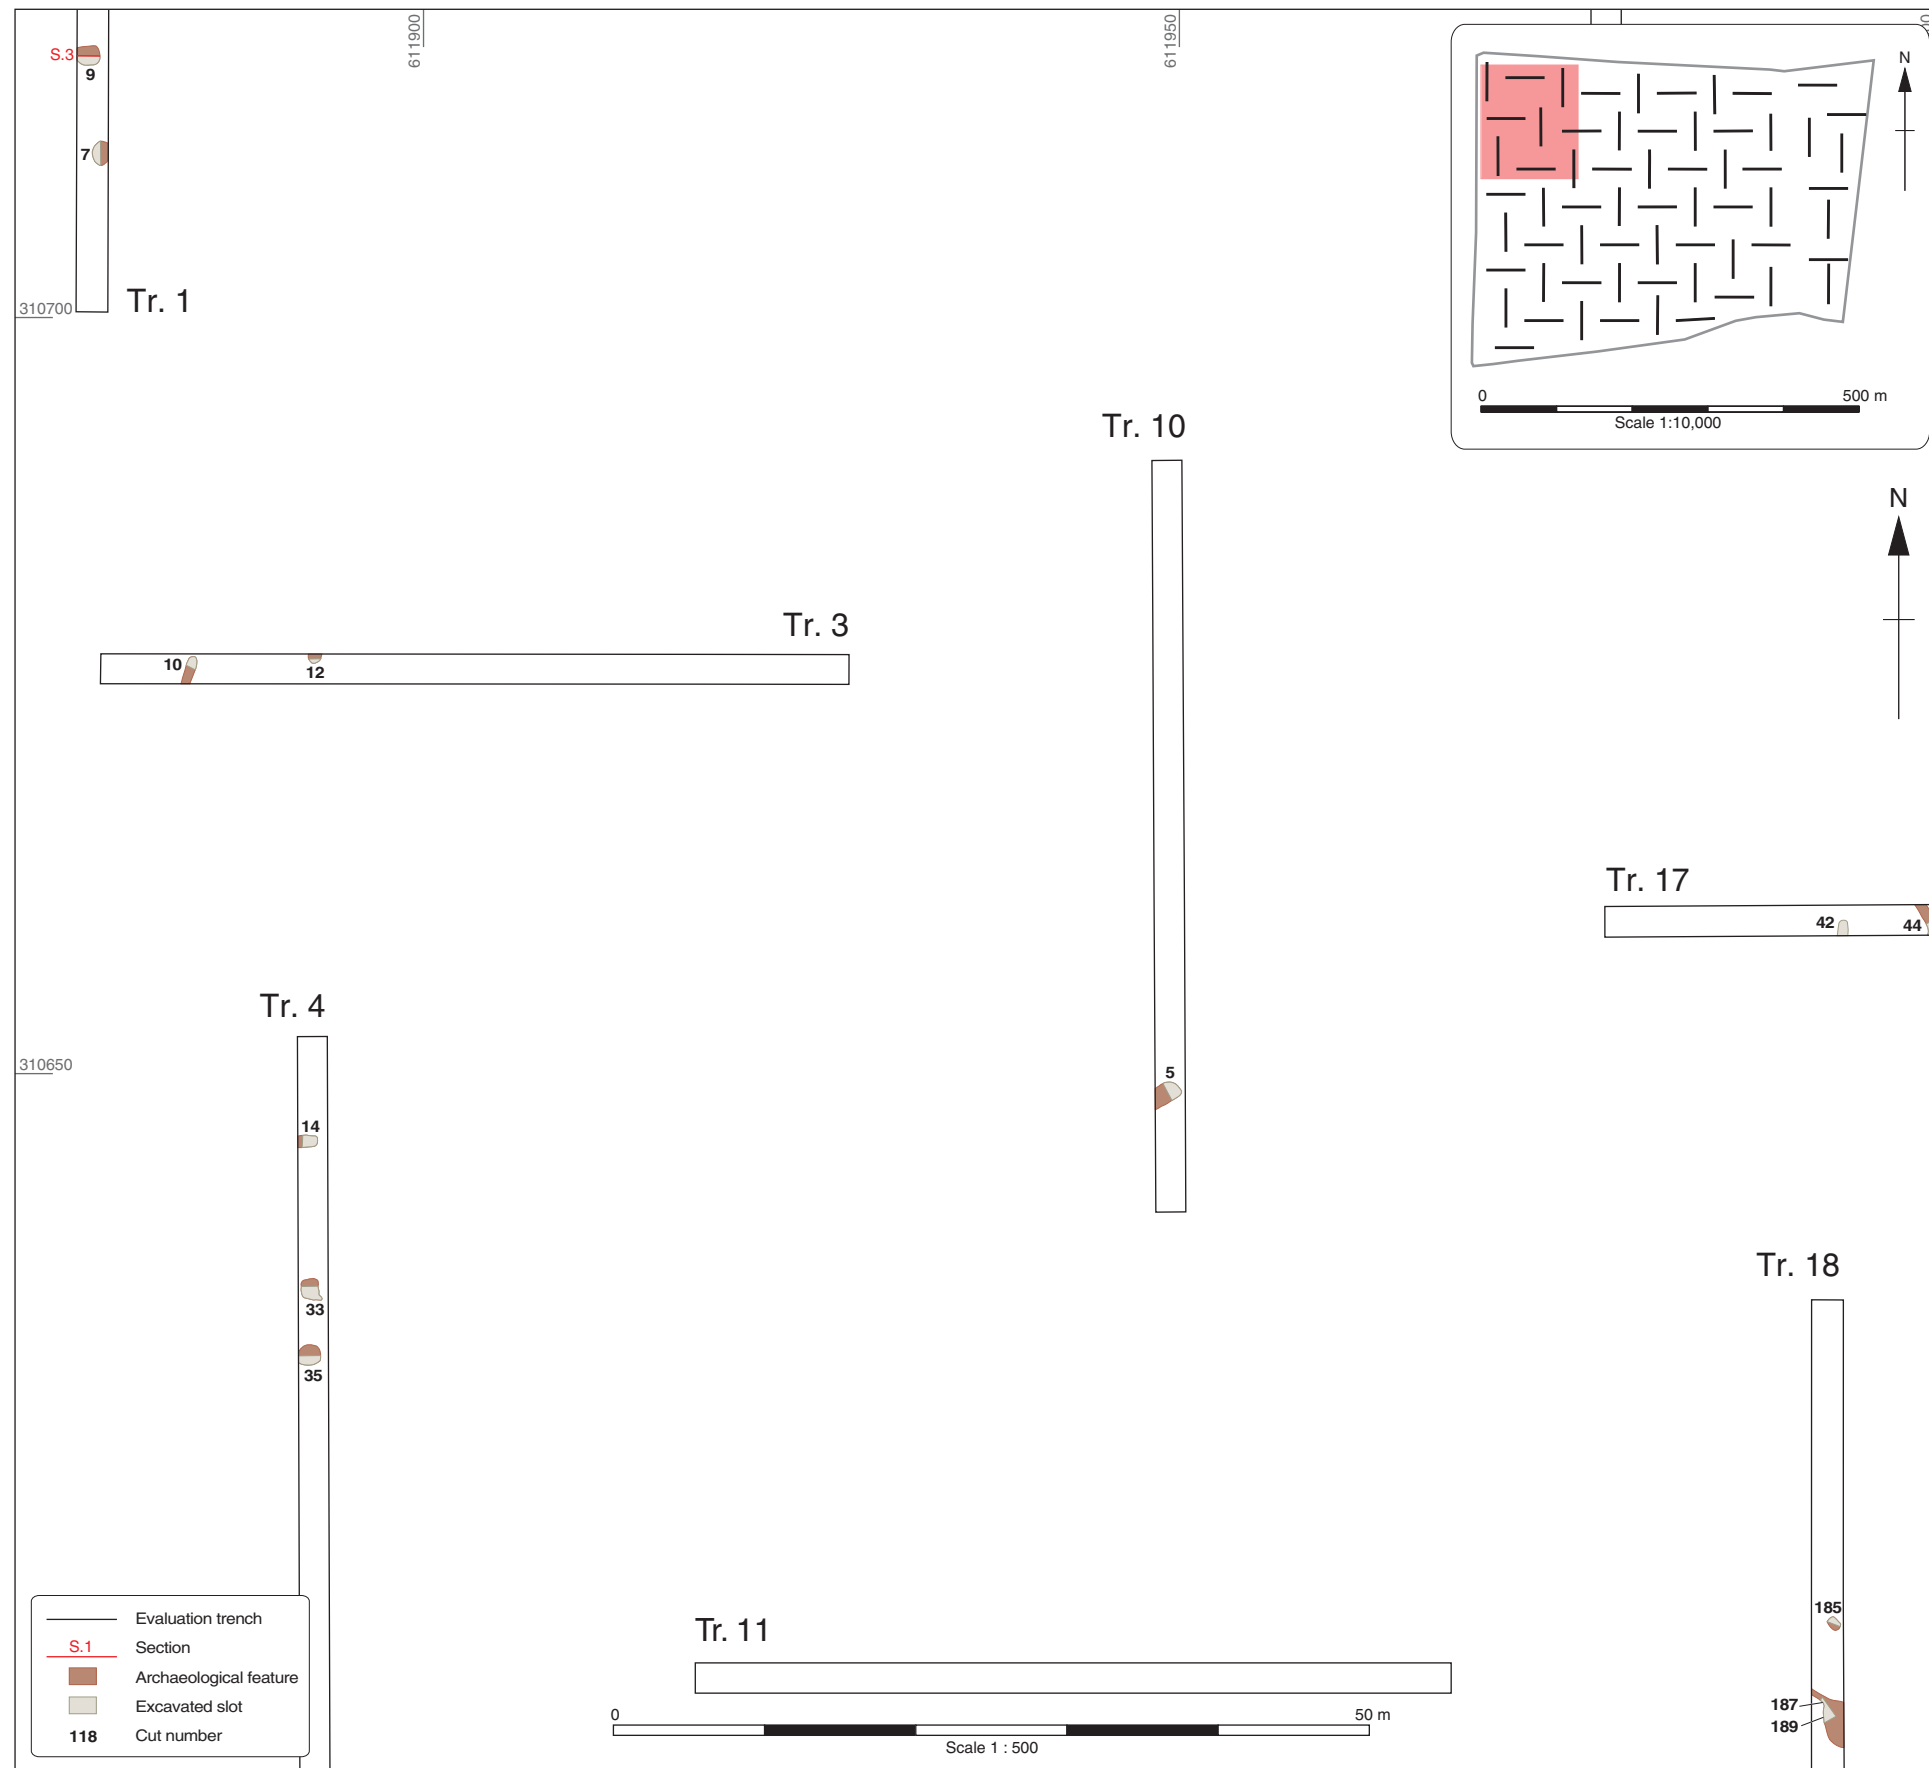 611900
611950
S.3
9
7
Tr. 1
310700
N
0
500 m
Scale 1:10,000
Tr. 10
N
Tr. 3
10
12
Tr. 17
42
44
Tr. 4
310650
5
14
33
35
Tr. 18
185
187
189
Tr. 11
0
50 m
Scale 1 : 500
Evaluation trench
S.1
Section
Archaeological feature
Excavated slot
118
Cut number